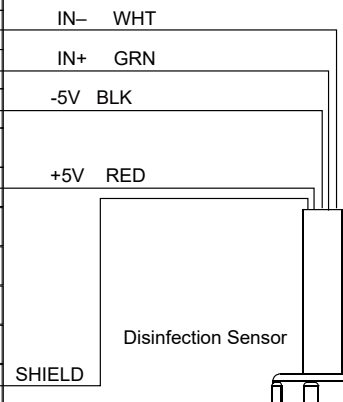 IN– WHT
IN+ GRN
-5V BLK
+5V RED
Disinfection Sensor
SHIELD